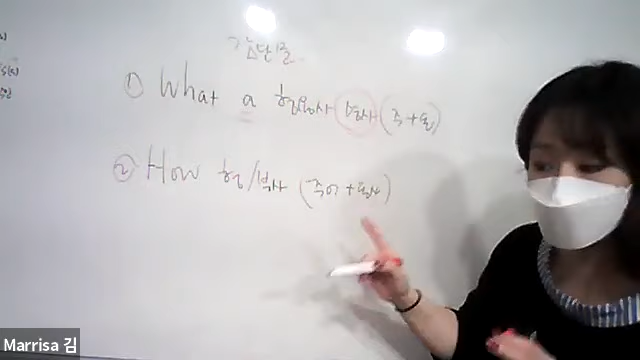 감탄문
① What a 형용사 명사 (주+동)
② How 형/부사 (주어+동사)
Marrisa 김